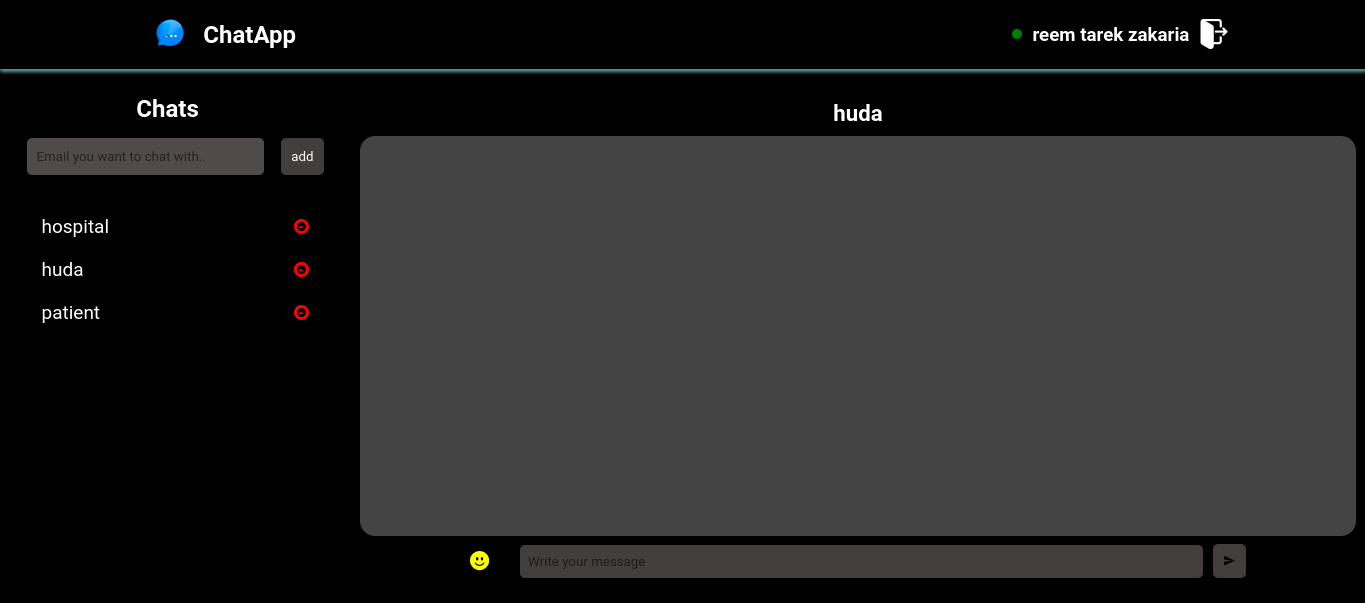 ChatApp
reem tarek zakaria
Chats
Email you want to chat with..
add
hospital
huda
patient
huda
Write your message